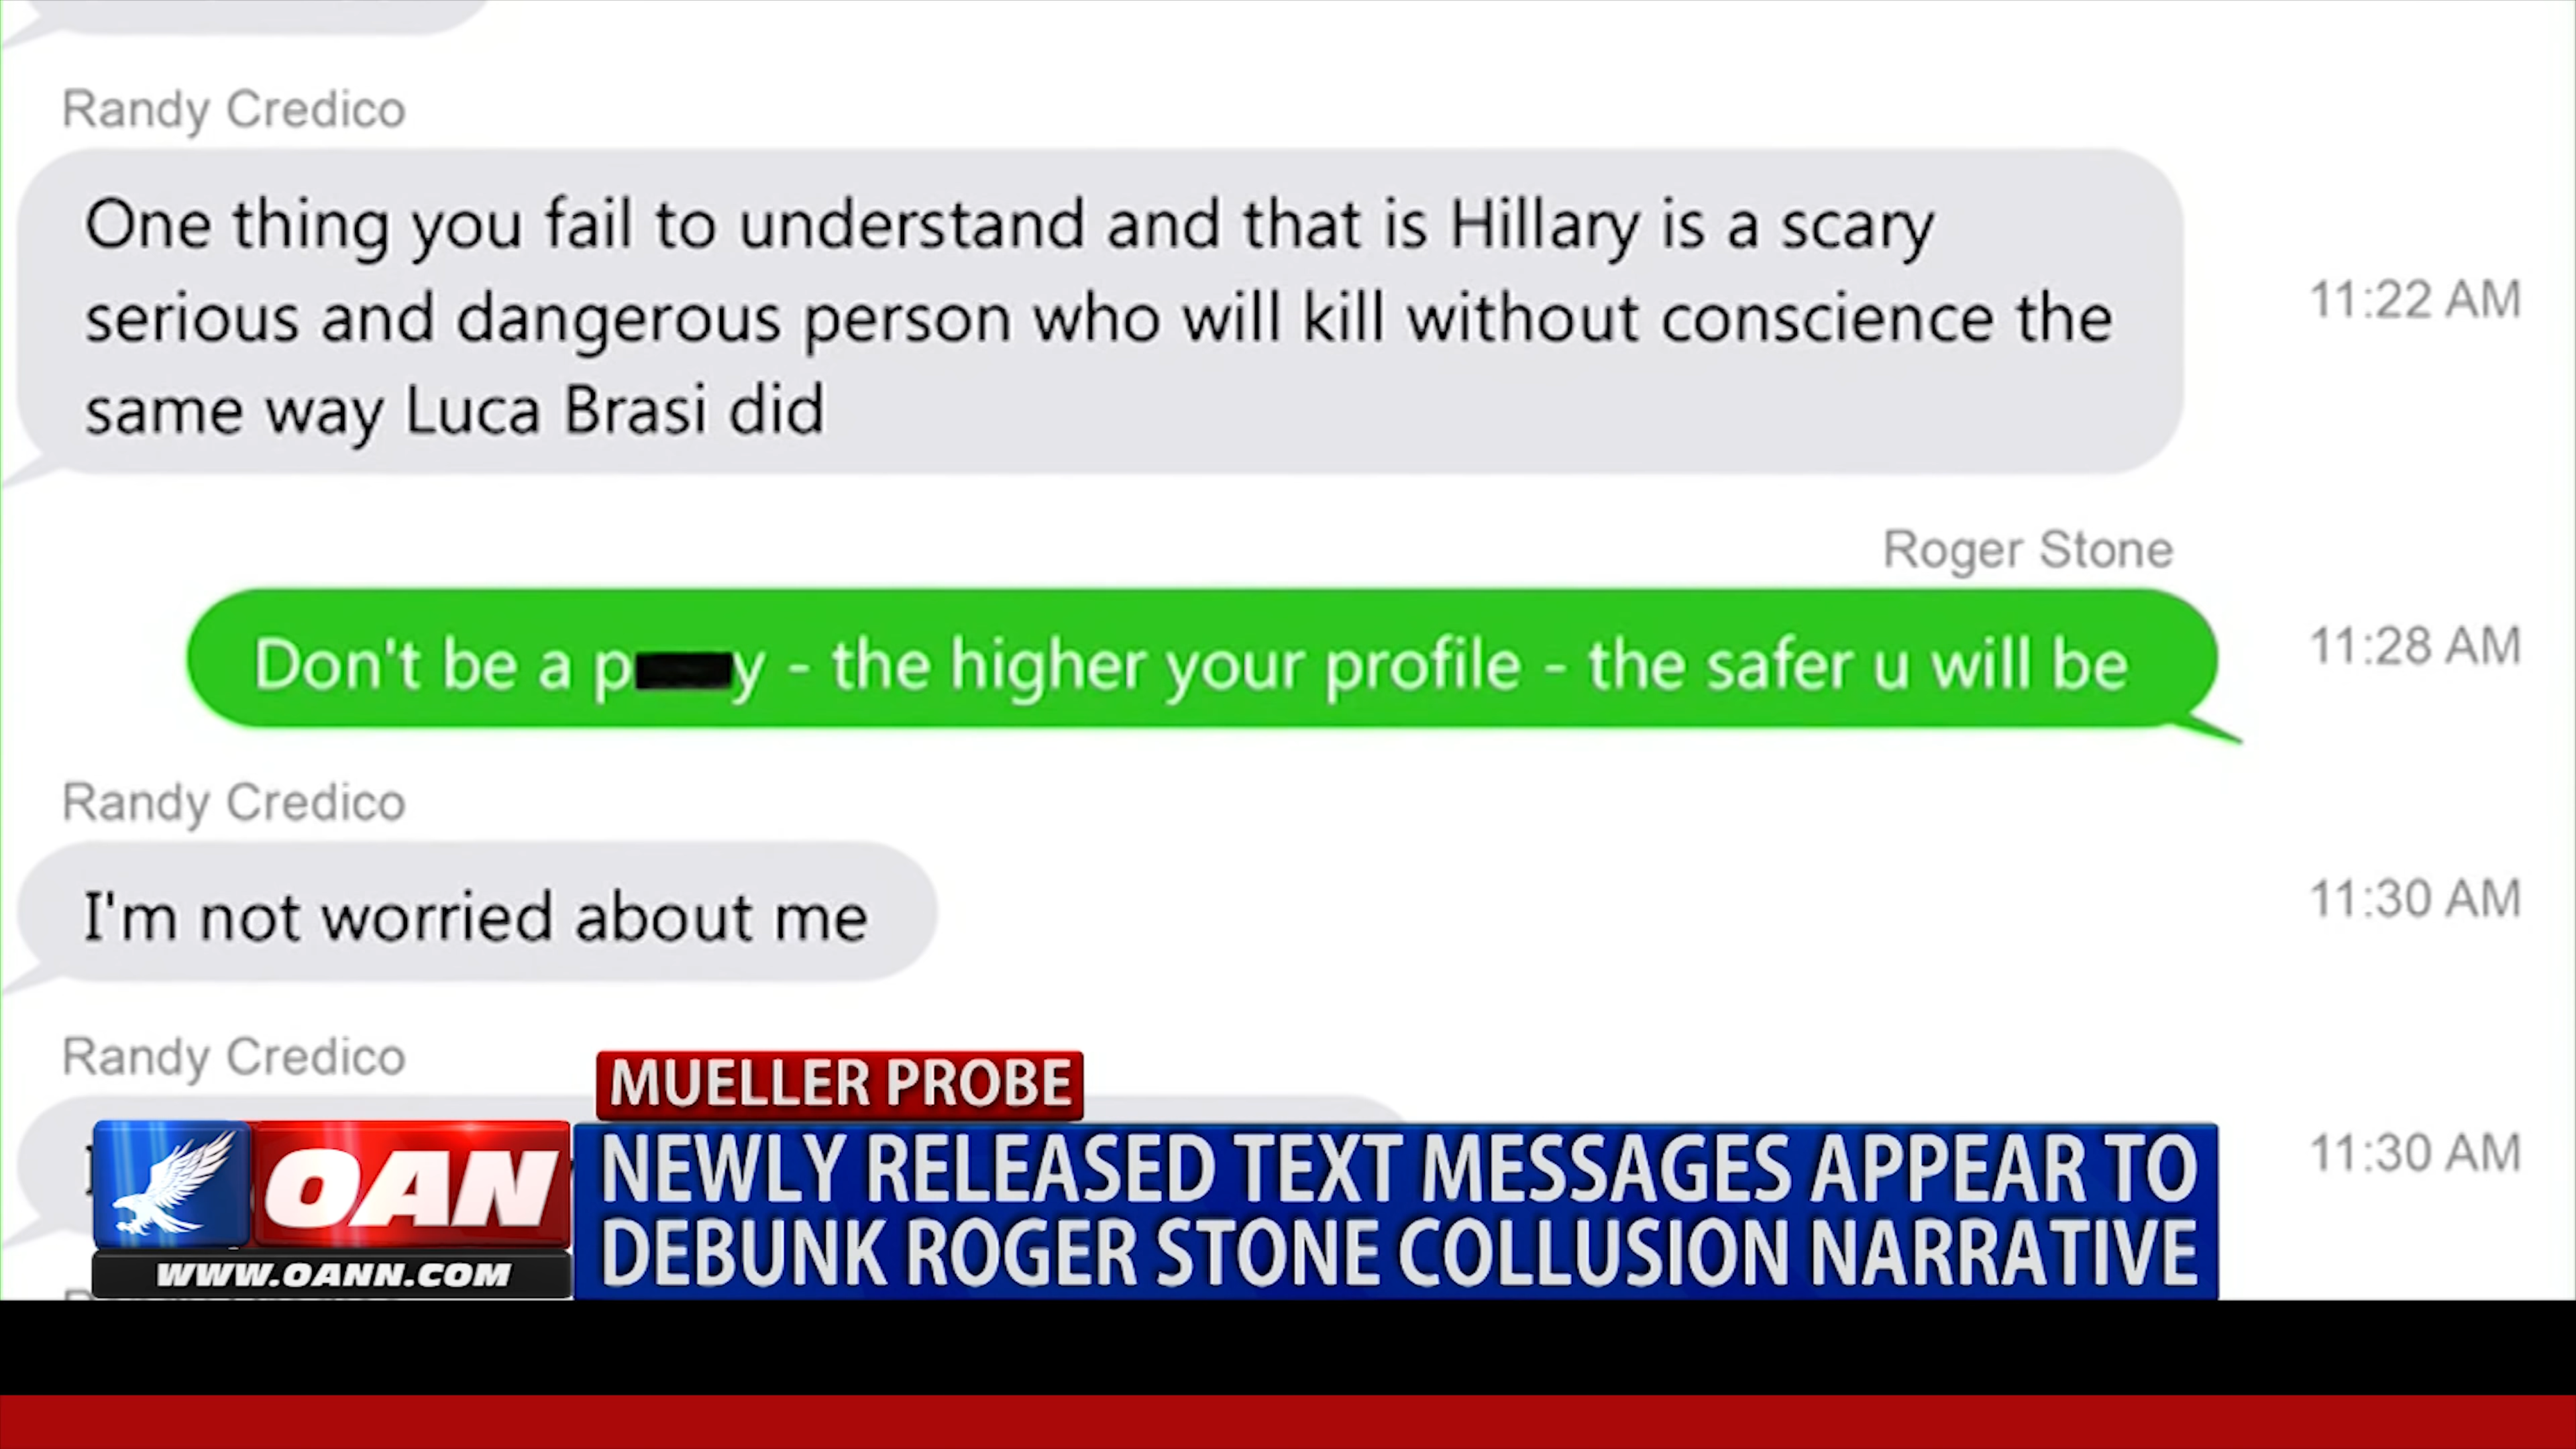 Randy Credico
One thing you fail to understand and that is Hillary is a scary
serious and dangerous person who will kill without conscience the
same way Luca Brasi did
11:22 AM
Roger Stone
Don't be a p y - the higher your profile - the safer u will be
11:28 AM
Randy Credico
I'm not worried about me
11:30 AM
Randy Credico
11:30 AM
MUELLER PROBE
OAN
WWW.OANN.COM
NEWLY RELEASED TEXT MESSAGES APPEAR TO
DEBUNK ROGER STONE COLLUSION NARRATIVE